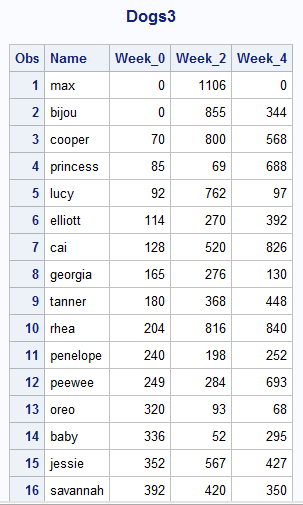 Dogs3
Obs Name Week_0 Week_2 Week_4
1 max 0 1106 0
2 bijou 0 855 344
3 cooper 70 800 568
4 princess 85 69 688
5 lucy 92 762 97
6 elliott 114 270 392
7 cai 128 520 826
8 georgia 165 276 130
9 tanner 180 368 448
10 rhea 204 816 840
11 penelope 240 198 252
12 peewee 249 284 693
13 oreo 320 93 68
14 baby 336 52 295
15 jessie 352 567 427
16 savannah 392 420 350